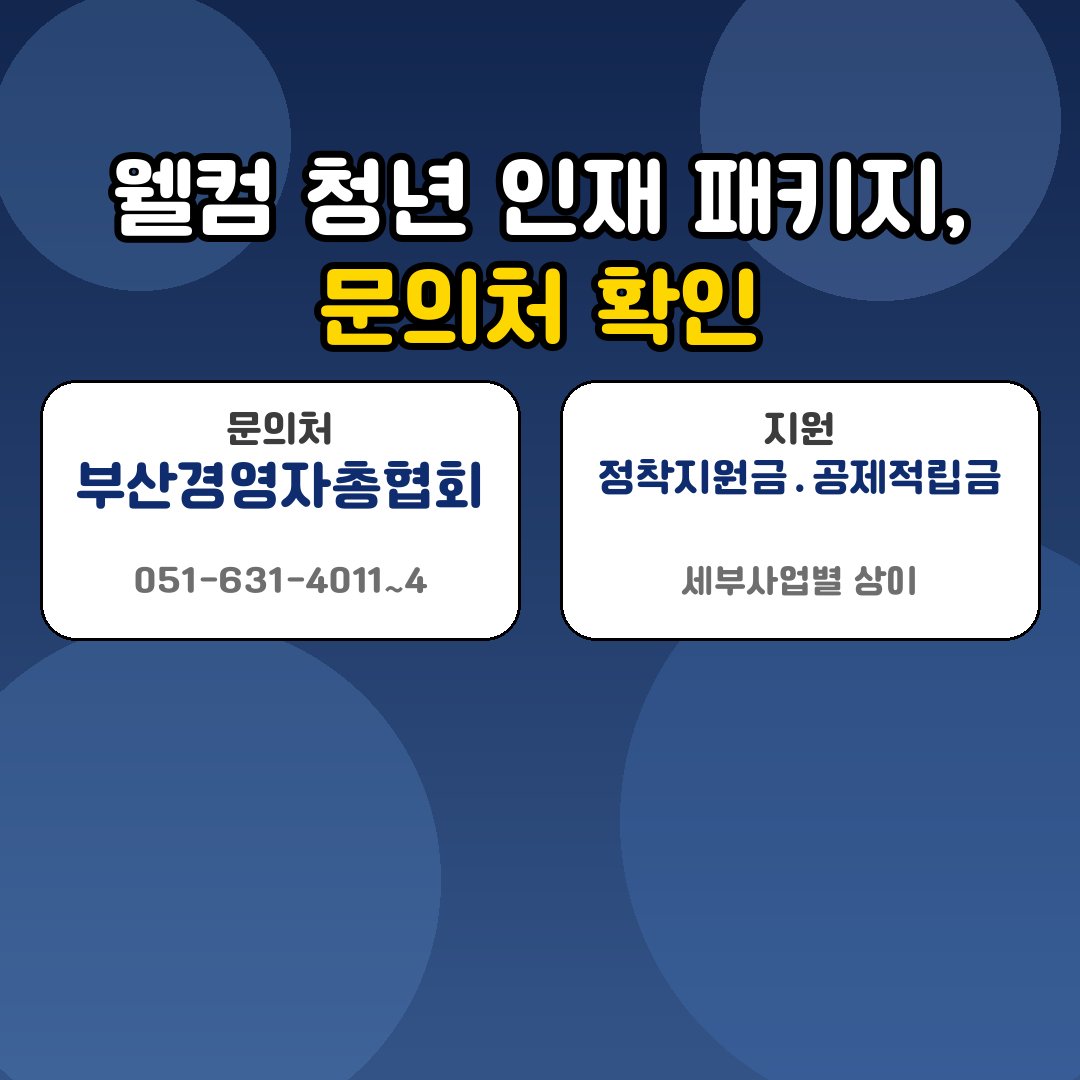 웰컴 청년 인재 패키지,
문의처 확인
문의처
부산경영자총협회
051-631-4011~4
지원
정착지원금.공제적립금
세부사업별 상이